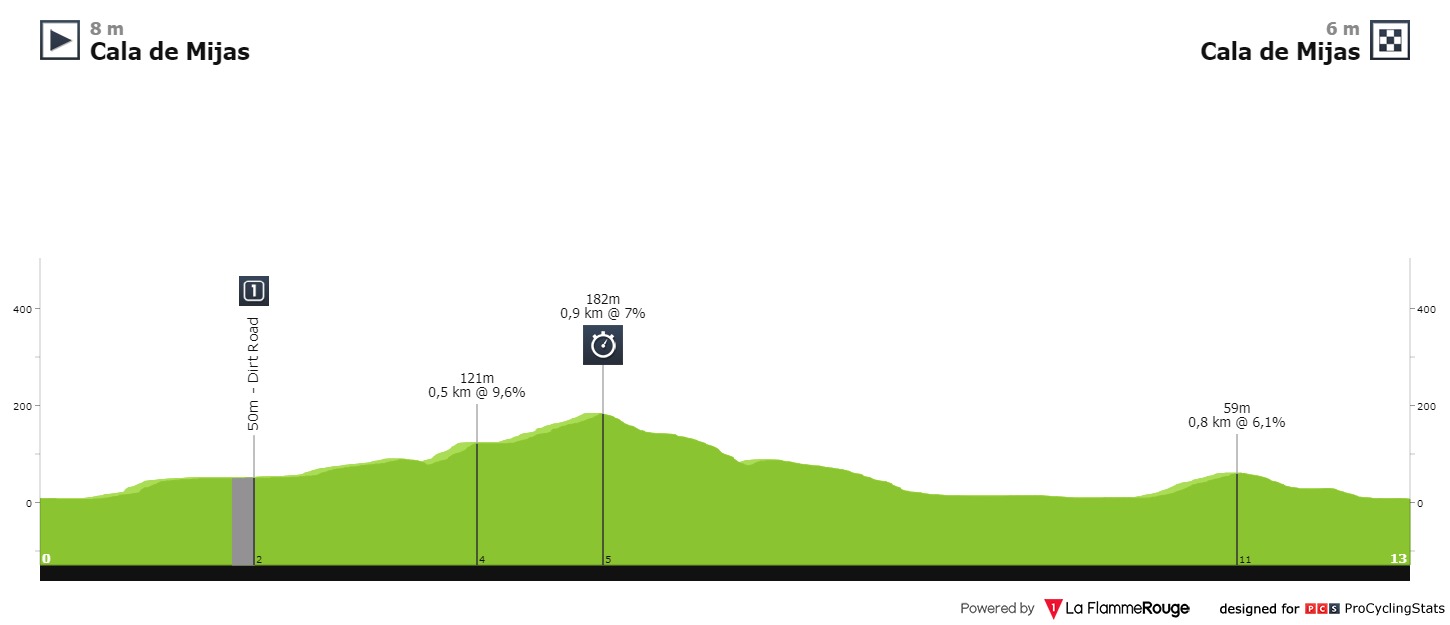 8 m
Cala de Mijas
6 m
Cala de Mijas
1
50m - Dirt Road
182m
0,9 km @ 7%
121m
0,5 km @ 9,6%
59m
0,8 km @ 6,1%
400
200
0
400
200
0
0
2
4
5
11
13
Powered by
1
La FlammeRouge
designed for
PCS
ProCyclingStats